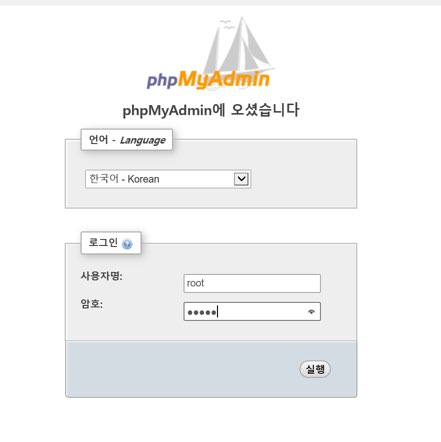 phpMyAdmin
phpMyAdmin에 오셨습니다
언어 - Language
한국어 - Korean
로그인
사용자명:
root
암호:
●●●●●
실행